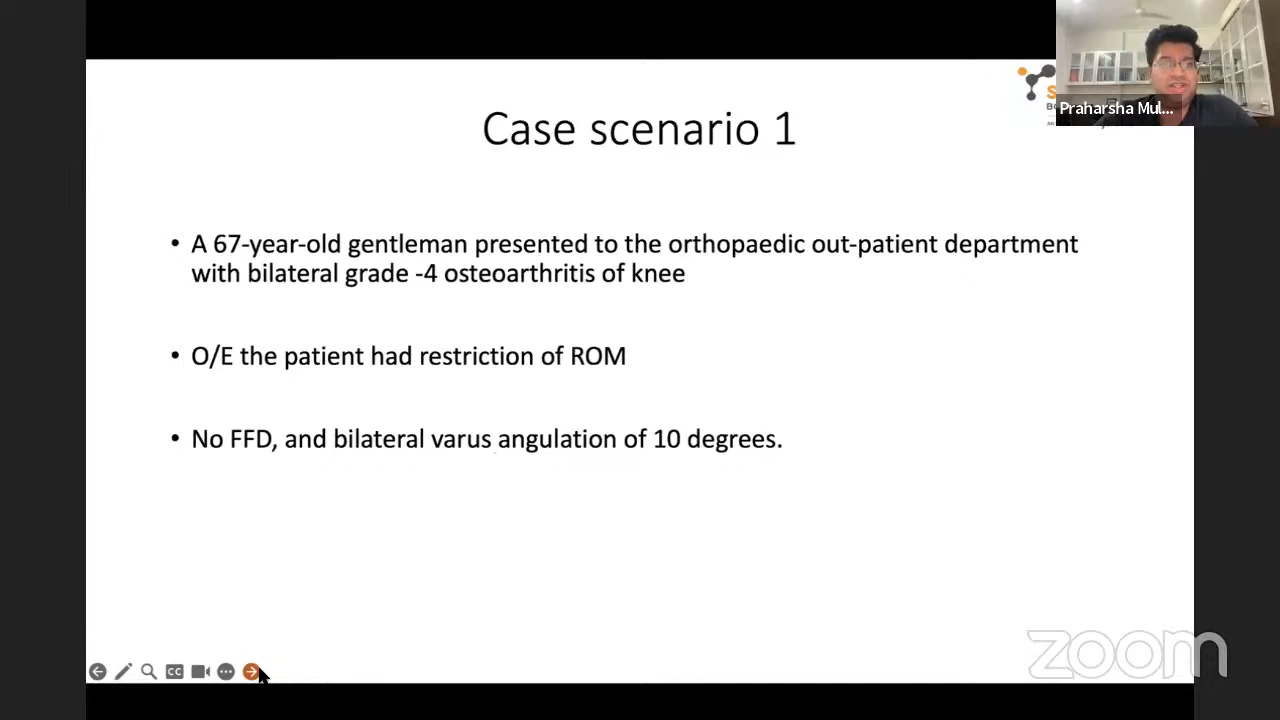 Case scenario 1
Praharsha Mul...
• A 67-year-old gentleman presented to the orthopaedic out-patient department
with bilateral grade -4 osteoarthritis of knee
• O/E the patient had restriction of ROM
• No FFD, and bilateral varus angulation of 10 degrees.
CC
zoom